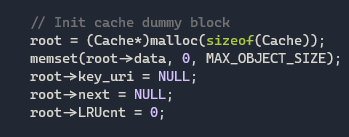 // Init cache dummy block
root = (Cache*)malloc(sizeof(Cache));
memset(root->data, 0, MAX_OBJECT_SIZE);
root->key_uri = NULL;
root->next = NULL;
root->LRUcnt = 0;